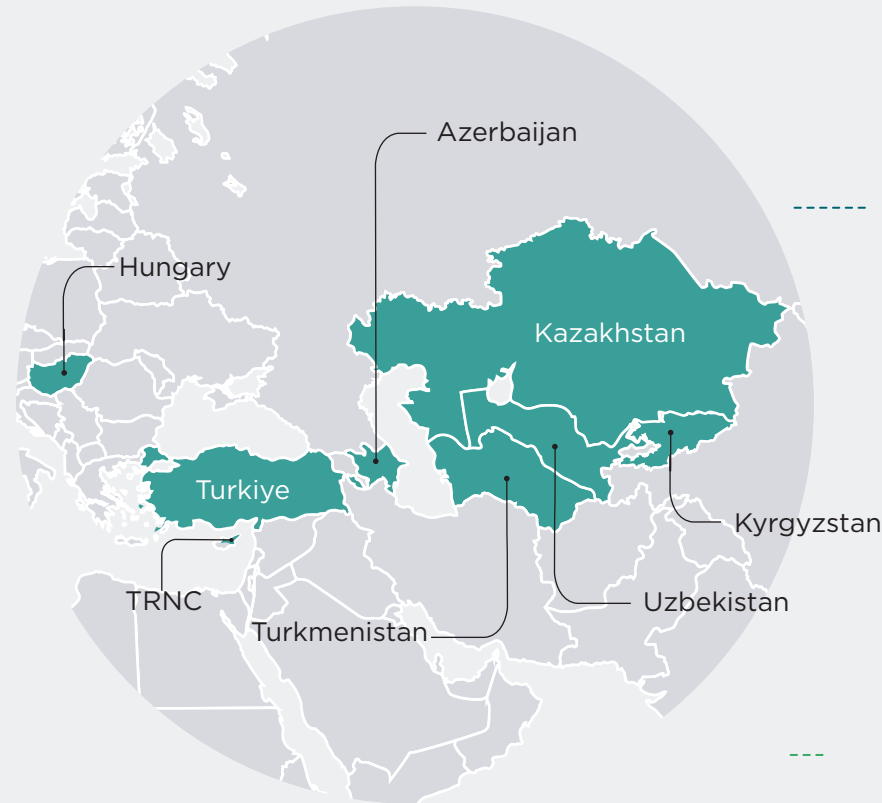 Azerbaijan
Hungary
Kazakhstan
Turkiye
Kyrgyzstan
TRNC
Uzbekistan
Turkmenistan